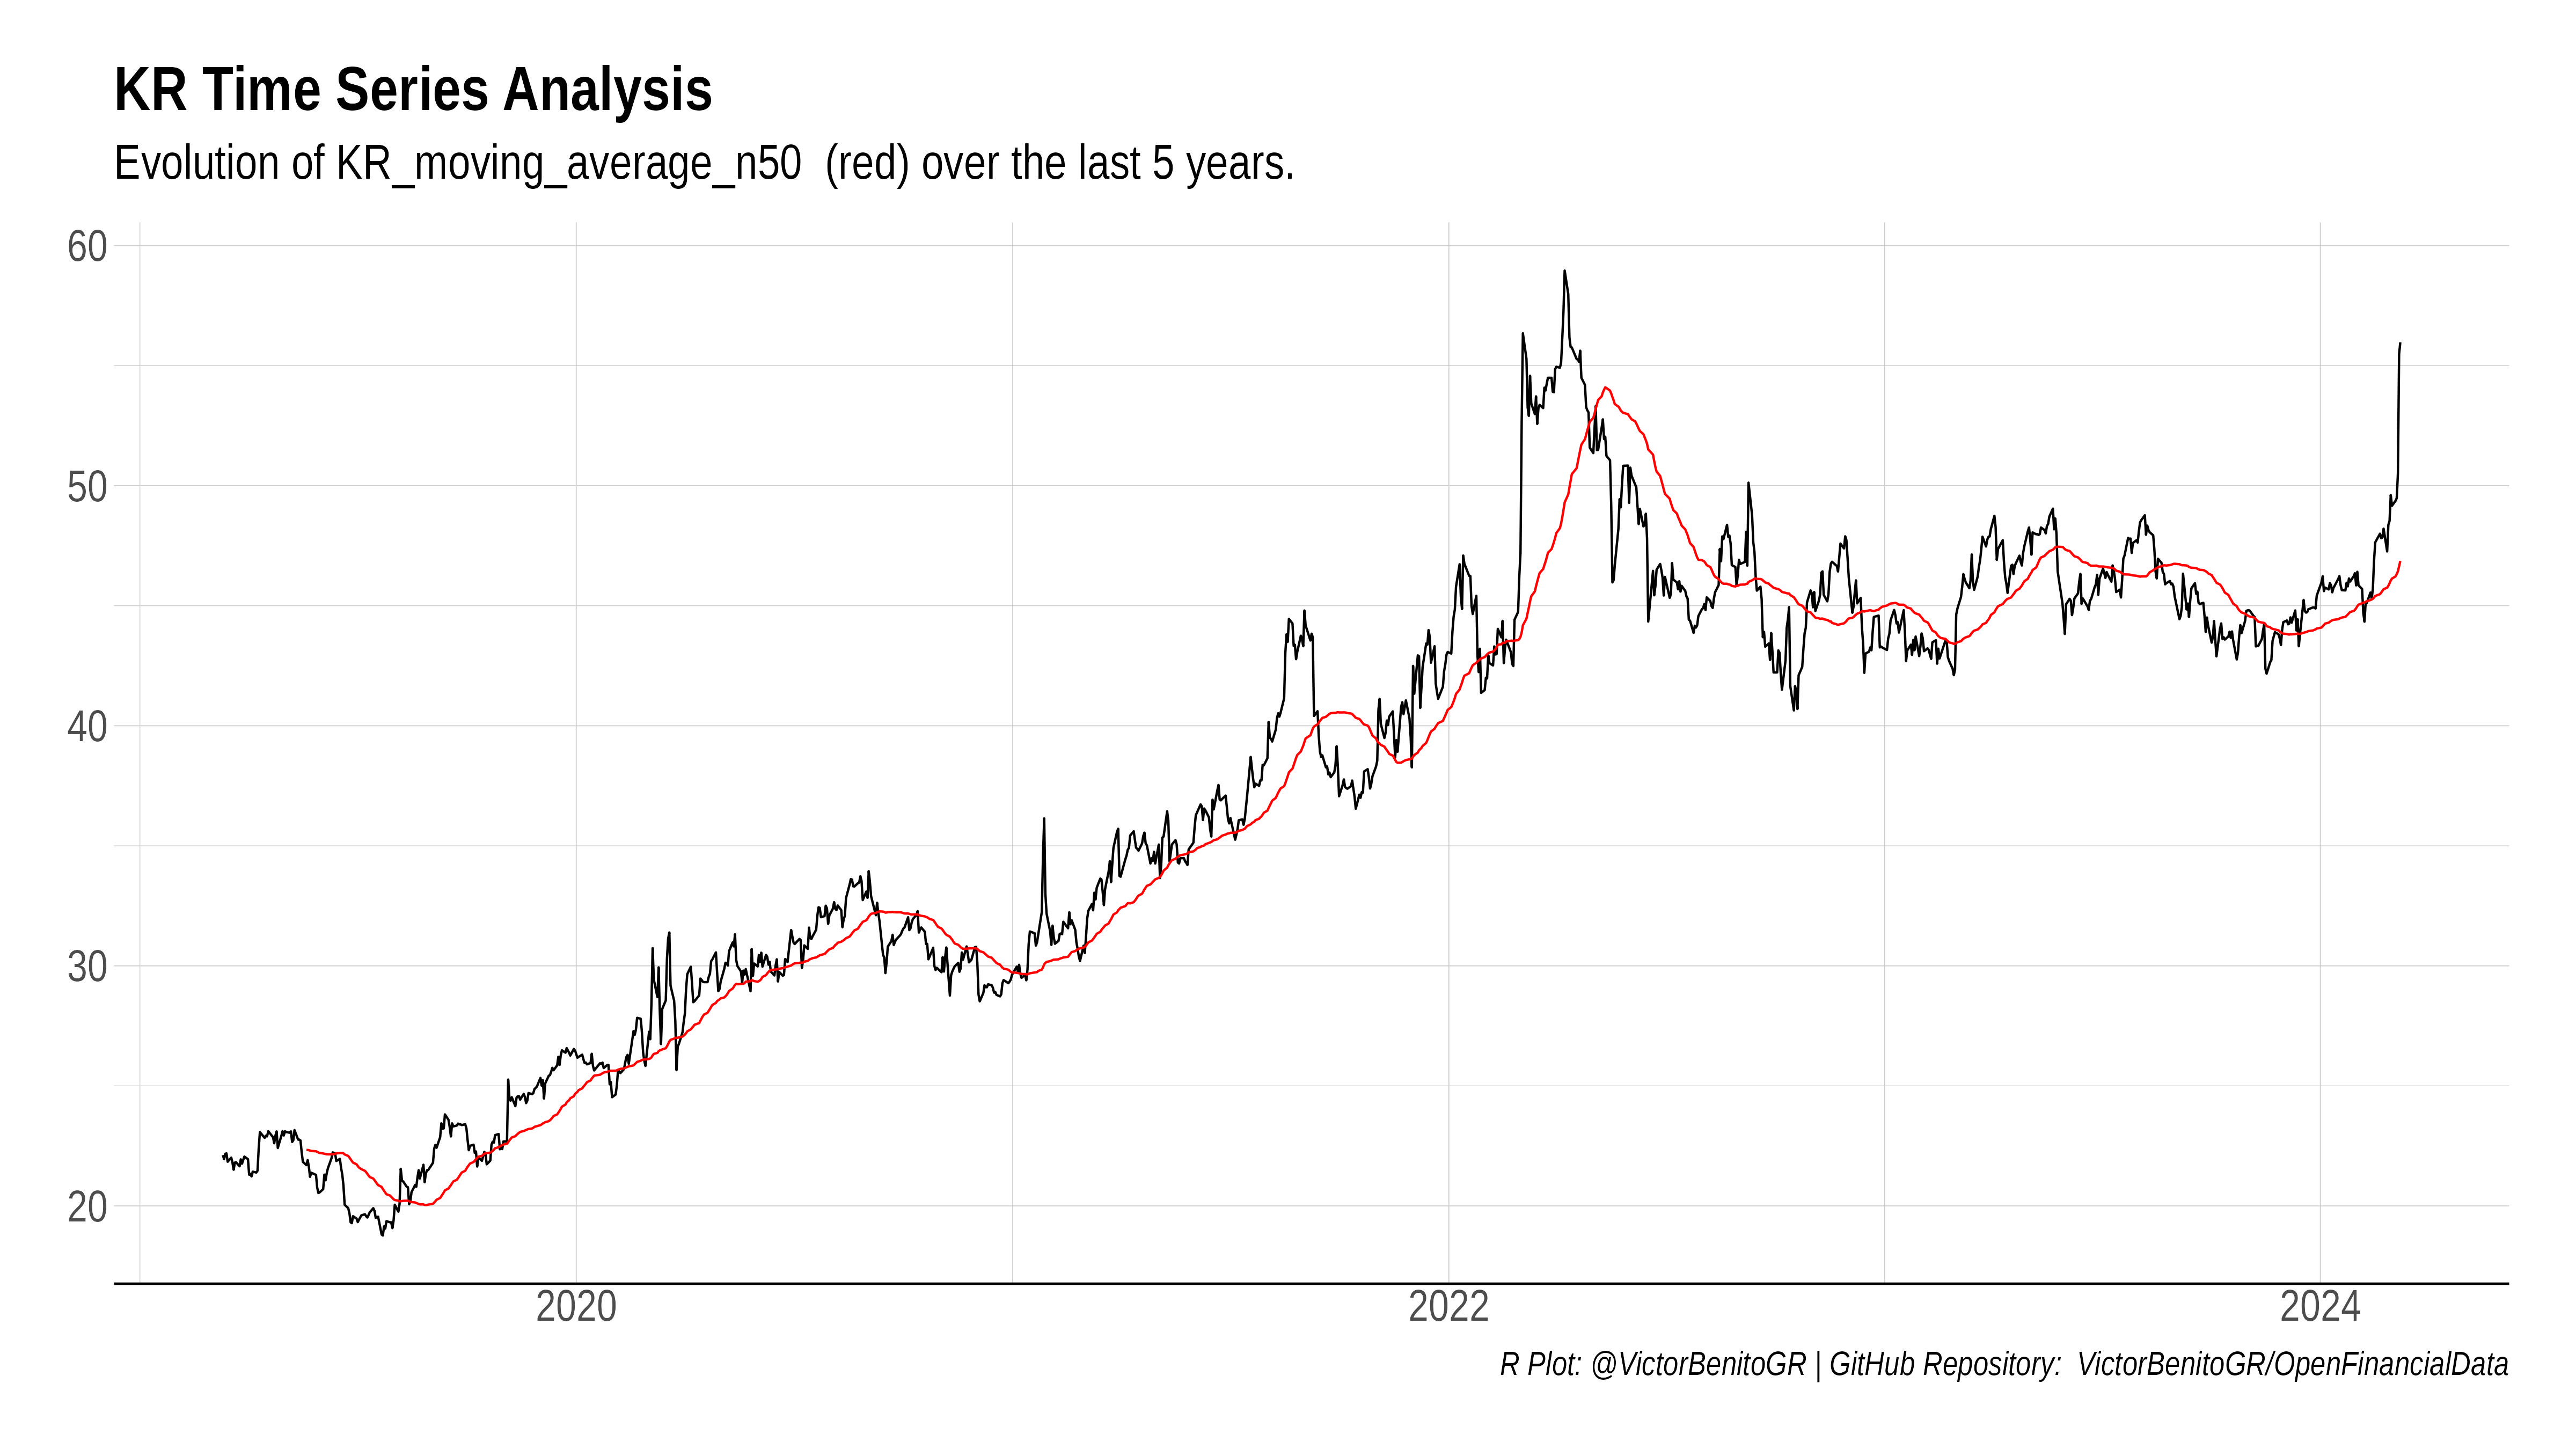 KR Time Series Analysis
Evolution of KR_moving_average_n50  (red) over the last 5 years.
60
50
40
30
20
2020 2022 2024
R Plot: @VictorBenitoGR | GitHub Repository:  VictorBenitoGR/OpenFinancialData